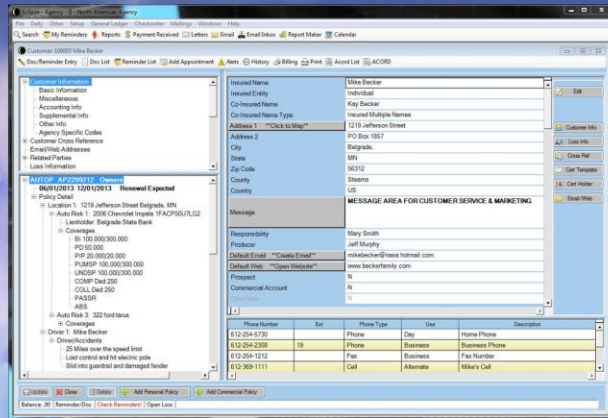 Eclipse - Agency - B - North American Agency
File Daily Other Setup General Ledger Checkwriter Mailings Windows Help
Search My Reminders Reports Payment Received Letters Email Email Inbox Report Maker Calendar
Customer 100003 Mike Becker
Doc/Reminder Entry Doc List Reminder List Add Appointment Alerts History Billing Print Acord List ACORD
Customer Information
Basic Information
Miscellaneous
Accounting Info
Supplemental Info
Other Info
Agency Specific Codes
Customer Cross Reference
Email/Web Addresses
Related Parties
Loss Information
AUTOP AP2299212 Owners
06/01/2013 12/01/2013 Renewal Expected
Policy Detail
Location 1: 1219 Jefferson Street Belgrade, MN
Auto Risk 1: 2006 Chevrolet Impala 1FACP50U7LG2
Lienholder: Belgrade State Bank
Coverages
BI 100,000/300,000
PD 50,000
PIP 20,000/20,000
PUMSP 100,000/300,000
UNDSP 100,000/300,000
COMP Ded 250
COLL Ded 250
PASSR
ABS
Auto Risk 3: 322 ford tarus
Coverages
Driver 1: Mike Becker
Driver/Accidents
25 Miles over the speed limit
Lost control and hit electric pole
Slid into guardrail and damaged fender
Insured Name Mike Becker
Insured Entity Individual
Co-Insured Name Kay Becker
Co-Insured Name Type Insured Multiple Names
Address 1 **Click to Map** 1219 Jefferson Street
Address 2 PO Box 1857
City Belgrade,
State MN
Zip Code 56312
County Stearns
Country US
Message MESSAGE AREA FOR CUSTOMER SERVICE & MARKETING
Responsibility Mary Smith
Producer Jeff Murphy
Default Email **Create Email** mikebecker@nasa.hotmail.com
Default Web **Open Website** www.beckerfamily.com
Prospect N
Commercial Account N
N
Edit
Customer Info
Loss Info
Cross Ref
Cert Template
Cert Holder
Email/Web
Phone Number Ext Phone Type Use Description
612-254-5730 Phone Day Home Phone
612-254-2308 19 Phone Business Business Phone
612-254-1212 Fax Business Fax Number
612-369-1111 Cell Alternate Mike's Cell
Update Close Delete Add Personal Policy Add Commercial Policy
Balance: .00 Reminder/Doc Check Reminders! Open Loss